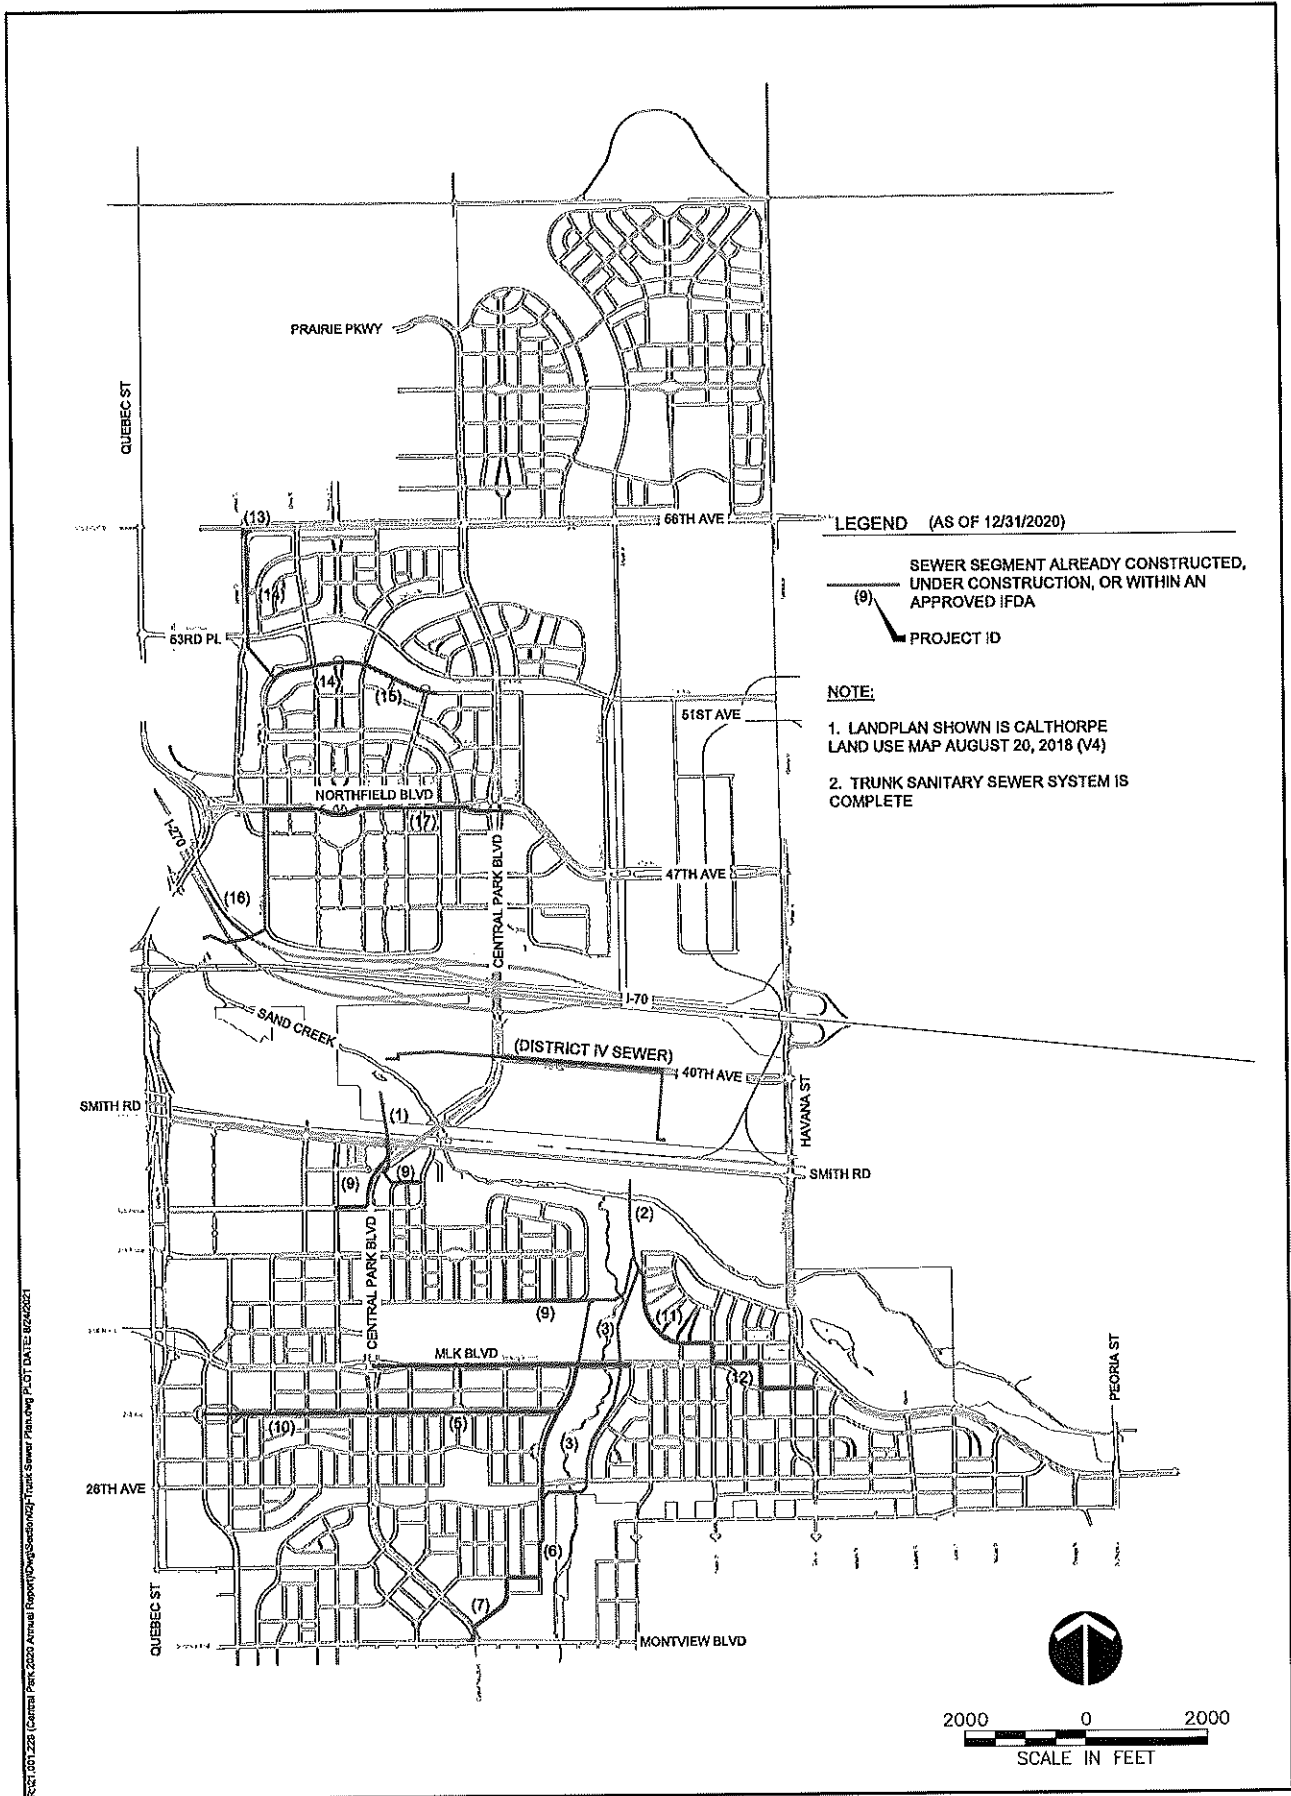 PRAIRIE PKWY
QUEBEC ST
(13)
56TH AVE
LEGEND (AS OF 12/31/2020)
SEWER SEGMENT ALREADY CONSTRUCTED,
UNDER CONSTRUCTION, OR WITHIN AN
APPROVED IFDA
(9)
PROJECT ID
53RD PL
(14)
(15)
51ST AVE
NOTE:
1. LANDPLAN SHOWN IS CALTHORPE
LAND USE MAP AUGUST 20, 2018 (V4)
2. TRUNK SANITARY SEWER SYSTEM IS
COMPLETE
NORTHFIELD BLVD
(17)
I-270
47TH AVE
(16)
CENTRAL PARK BLVD
I-70
SAND CREEK
(DISTRICT IV SEWER)
40TH AVE
HAVANA ST
SMITH RD
(1)
SMITH RD
(9)
(9)
(2)
CENTRAL PARK BLVD
(9)
(11)
(3)
MLK BLVD
(12)
PEORIA ST
(10)
(5)
(3)
26TH AVE
(6)
QUEBEC ST
(7)
MONTVIEW BLVD
2000 0 2000
SCALE IN FEET